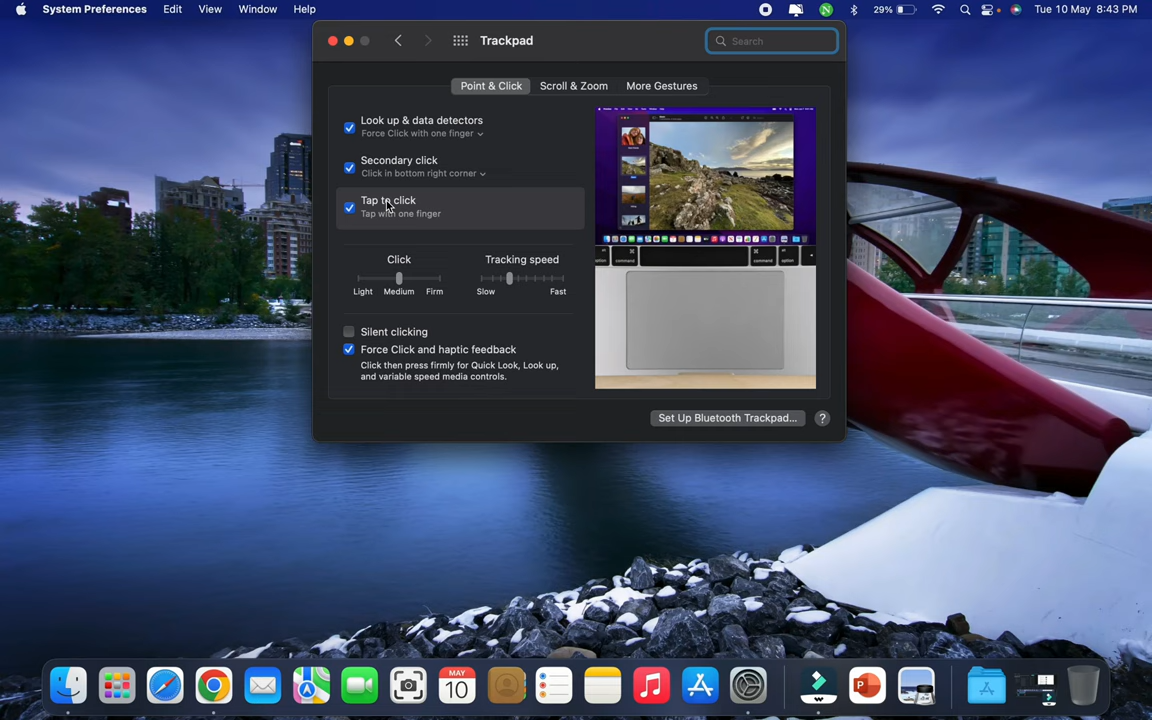 System Preferences Edit View Window Help 29% Tue 10 May 8:43 PM
Trackpad Search
Point & Click Scroll & Zoom More Gestures
Look up & data detectors
Force Click with one finger
Secondary click
Click in bottom right corner
Tap to click
Tap with one finger
Click Tracking speed
Light Medium Firm Slow Fast
Silent clicking
Force Click and haptic feedback
Click then press firmly for Quick Look, Look up,
and variable speed media controls.
command command option
Set Up Bluetooth Trackpad... ?
MAY
10